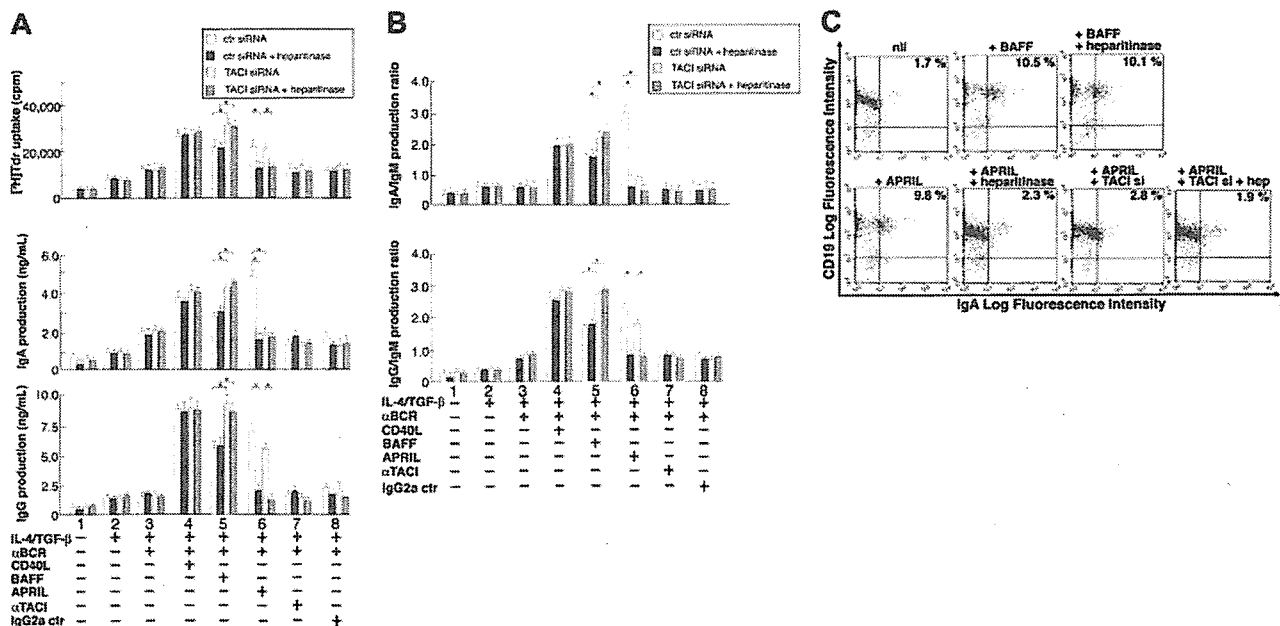 A
ctr siRNA
ctr siRNA + heparitinase
TACI siRNA
TACI siRNA + heparitinase
[³H]Tdr uptake (cpm)
40,000
20,000
0
IgA production (ng/mL)
6.0
4.0
2.0
0
IgG production (ng/mL)
10.0
7.5
5.0
2.5
0
1 2 3 4 5 6 7 8
IL-4/TGF-β − + + + + + + +
αBCR − − + + + + + +
CD40L − − − + − − − −
BAFF − − − − + − − −
APRIL − − − − − + − −
αTACI − − − − − − + −
IgG2a ctr − − − − − − − +
B
ctr siRNA
ctr siRNA + heparitinase
TACI siRNA
TACI siRNA + heparitinase
IgA/IgM production ratio
4.0
3.0
2.0
1.0
0
IgG/IgM production ratio
4.0
3.0
2.0
1.0
0
1 2 3 4 5 6 7 8
IL-4/TGF-β − + + + + + + +
αBCR − − + + + + + +
CD40L − − − + − − − −
BAFF − − − − + − − −
APRIL − − − − − + − −
αTACI − − − − − − + −
IgG2a ctr − − − − − − − +
C
nil
1.7 %
+ BAFF
10.5 %
+ BAFF
+ heparitinase
10.1 %
+ APRIL
9.8 %
+ APRIL
+ heparitinase
2.3 %
+ APRIL
+ TACI si
2.8 %
+ APRIL
+ TACI si + hep
1.9 %
CD19 Log Fluorescence Intensity
IgA Log Fluorescence Intensity